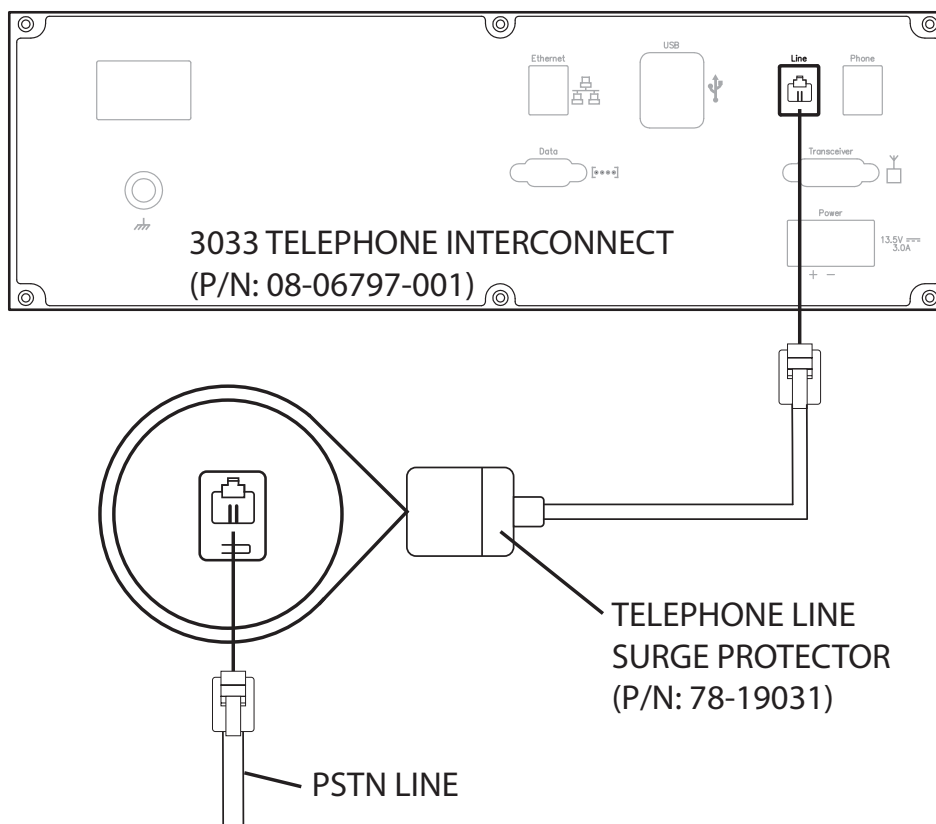 USB
Ethernet
Line
Phone
Data
[****]
Transceiver
Power
13.5V
3.0A
+ −
3033 TELEPHONE INTERCONNECT
(P/N: 08-06797-001)
TELEPHONE LINE
SURGE PROTECTOR
(P/N: 78-19031)
PSTN LINE